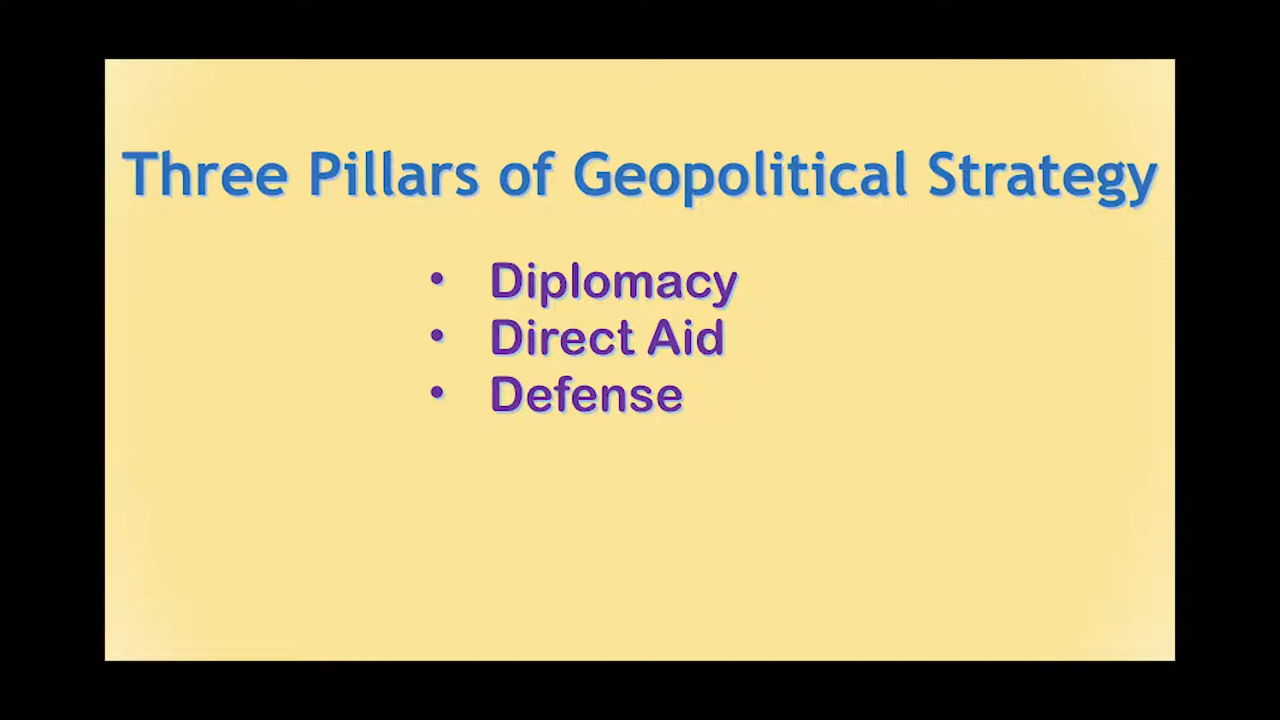 Three Pillars of Geopolitical Strategy
• Diplomacy
• Direct Aid
• Defense